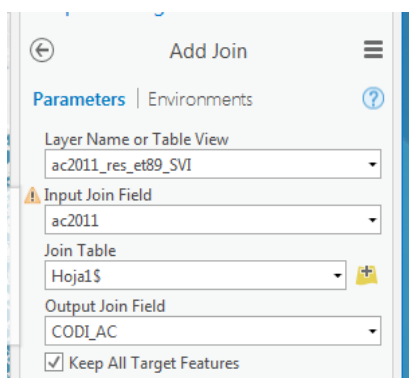 Add Join
Parameters | Environments
Layer Name or Table View
ac2011_res_et89_SVI
Input Join Field
ac2011
Join Table
Hoja1$
Output Join Field
CODI_AC
Keep All Target Features